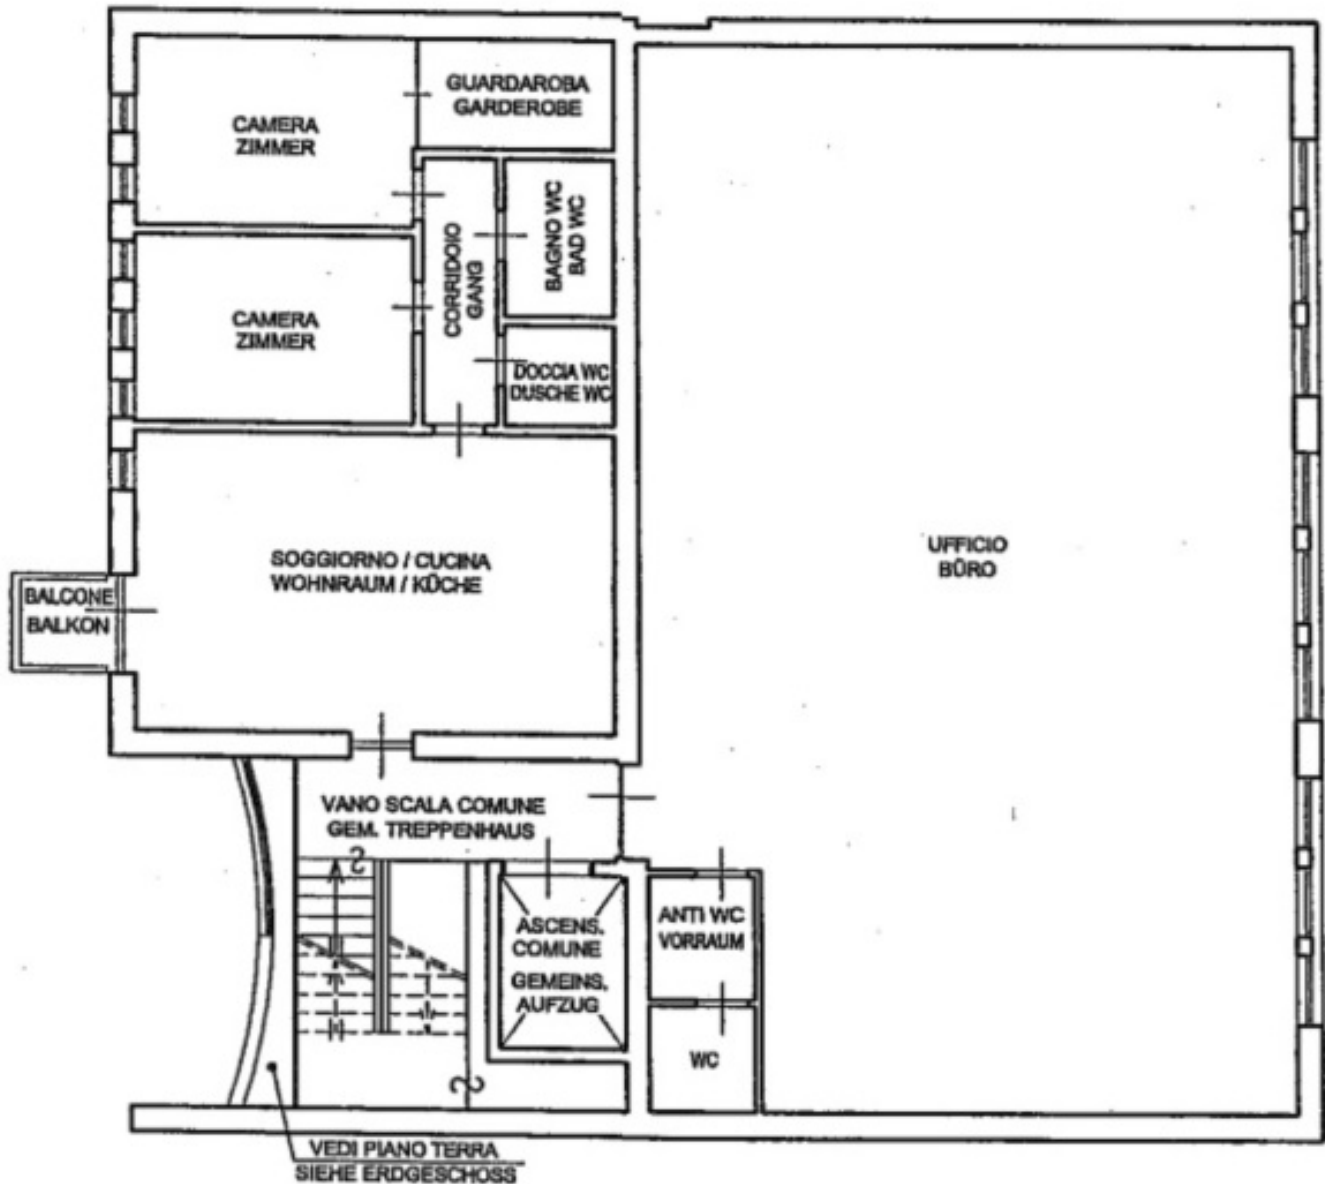 GUARDAROBA
GARDEROBE
CAMERA
ZIMMER
BAGNO WC
BAD WC
CORRIDOIO
GANG
CAMERA
ZIMMER
DOCCIA WC
DUSCHE WC
SOGGIORNO / CUCINA
WOHNRAUM / KÜCHE
UFFICIO
BÜRO
BALCONE
BALKON
VANO SCALA COMUNE
GEM. TREPPENHAUS
ASCENS.
COMUNE
GEMEINS.
AUFZUG
ANTI WC
VORRAUM
WC
VEDI PIANO TERRA
SIEHE ERDGESCHOSS